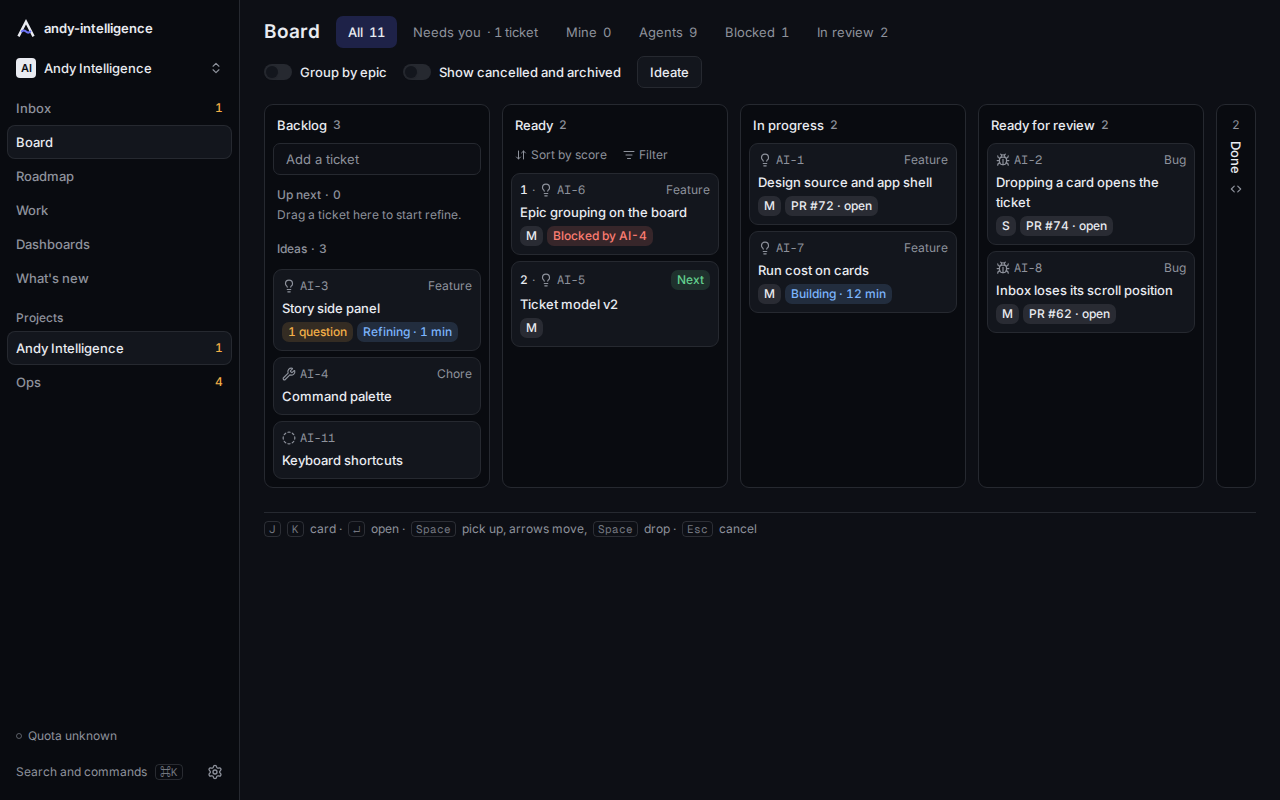 andy-intelligence
AI Andy Intelligence
Inbox 1
Board
Roadmap
Work
Dashboards
What's new
Projects
Andy Intelligence 1
Ops 4
Quota unknown
Search and commands ⌘K
Board All 11 Needs you · 1 ticket Mine 0 Agents 9 Blocked 1 In review 2
Group by epic Show cancelled and archived Ideate
Backlog 3
Add a ticket
Up next · 0
Drag a ticket here to start refine.
Ideas · 3
AI-3 Feature
Story side panel
1 question Refining · 1 min
AI-4 Chore
Command palette
AI-11
Keyboard shortcuts
Ready 2
Sort by score Filter
1 · AI-6 Feature
Epic grouping on the board
M Blocked by AI-4
2 · AI-5 Next
Ticket model v2
M
In progress 2
AI-1 Feature
Design source and app shell
M PR #72 · open
AI-7 Feature
Run cost on cards
M Building · 12 min
Ready for review 2
AI-2 Bug
Dropping a card opens the
ticket
S PR #74 · open
AI-8 Bug
Inbox loses its scroll position
M PR #62 · open
2
Done
J K card · ↵ open · Space pick up, arrows move, Space drop · Esc cancel